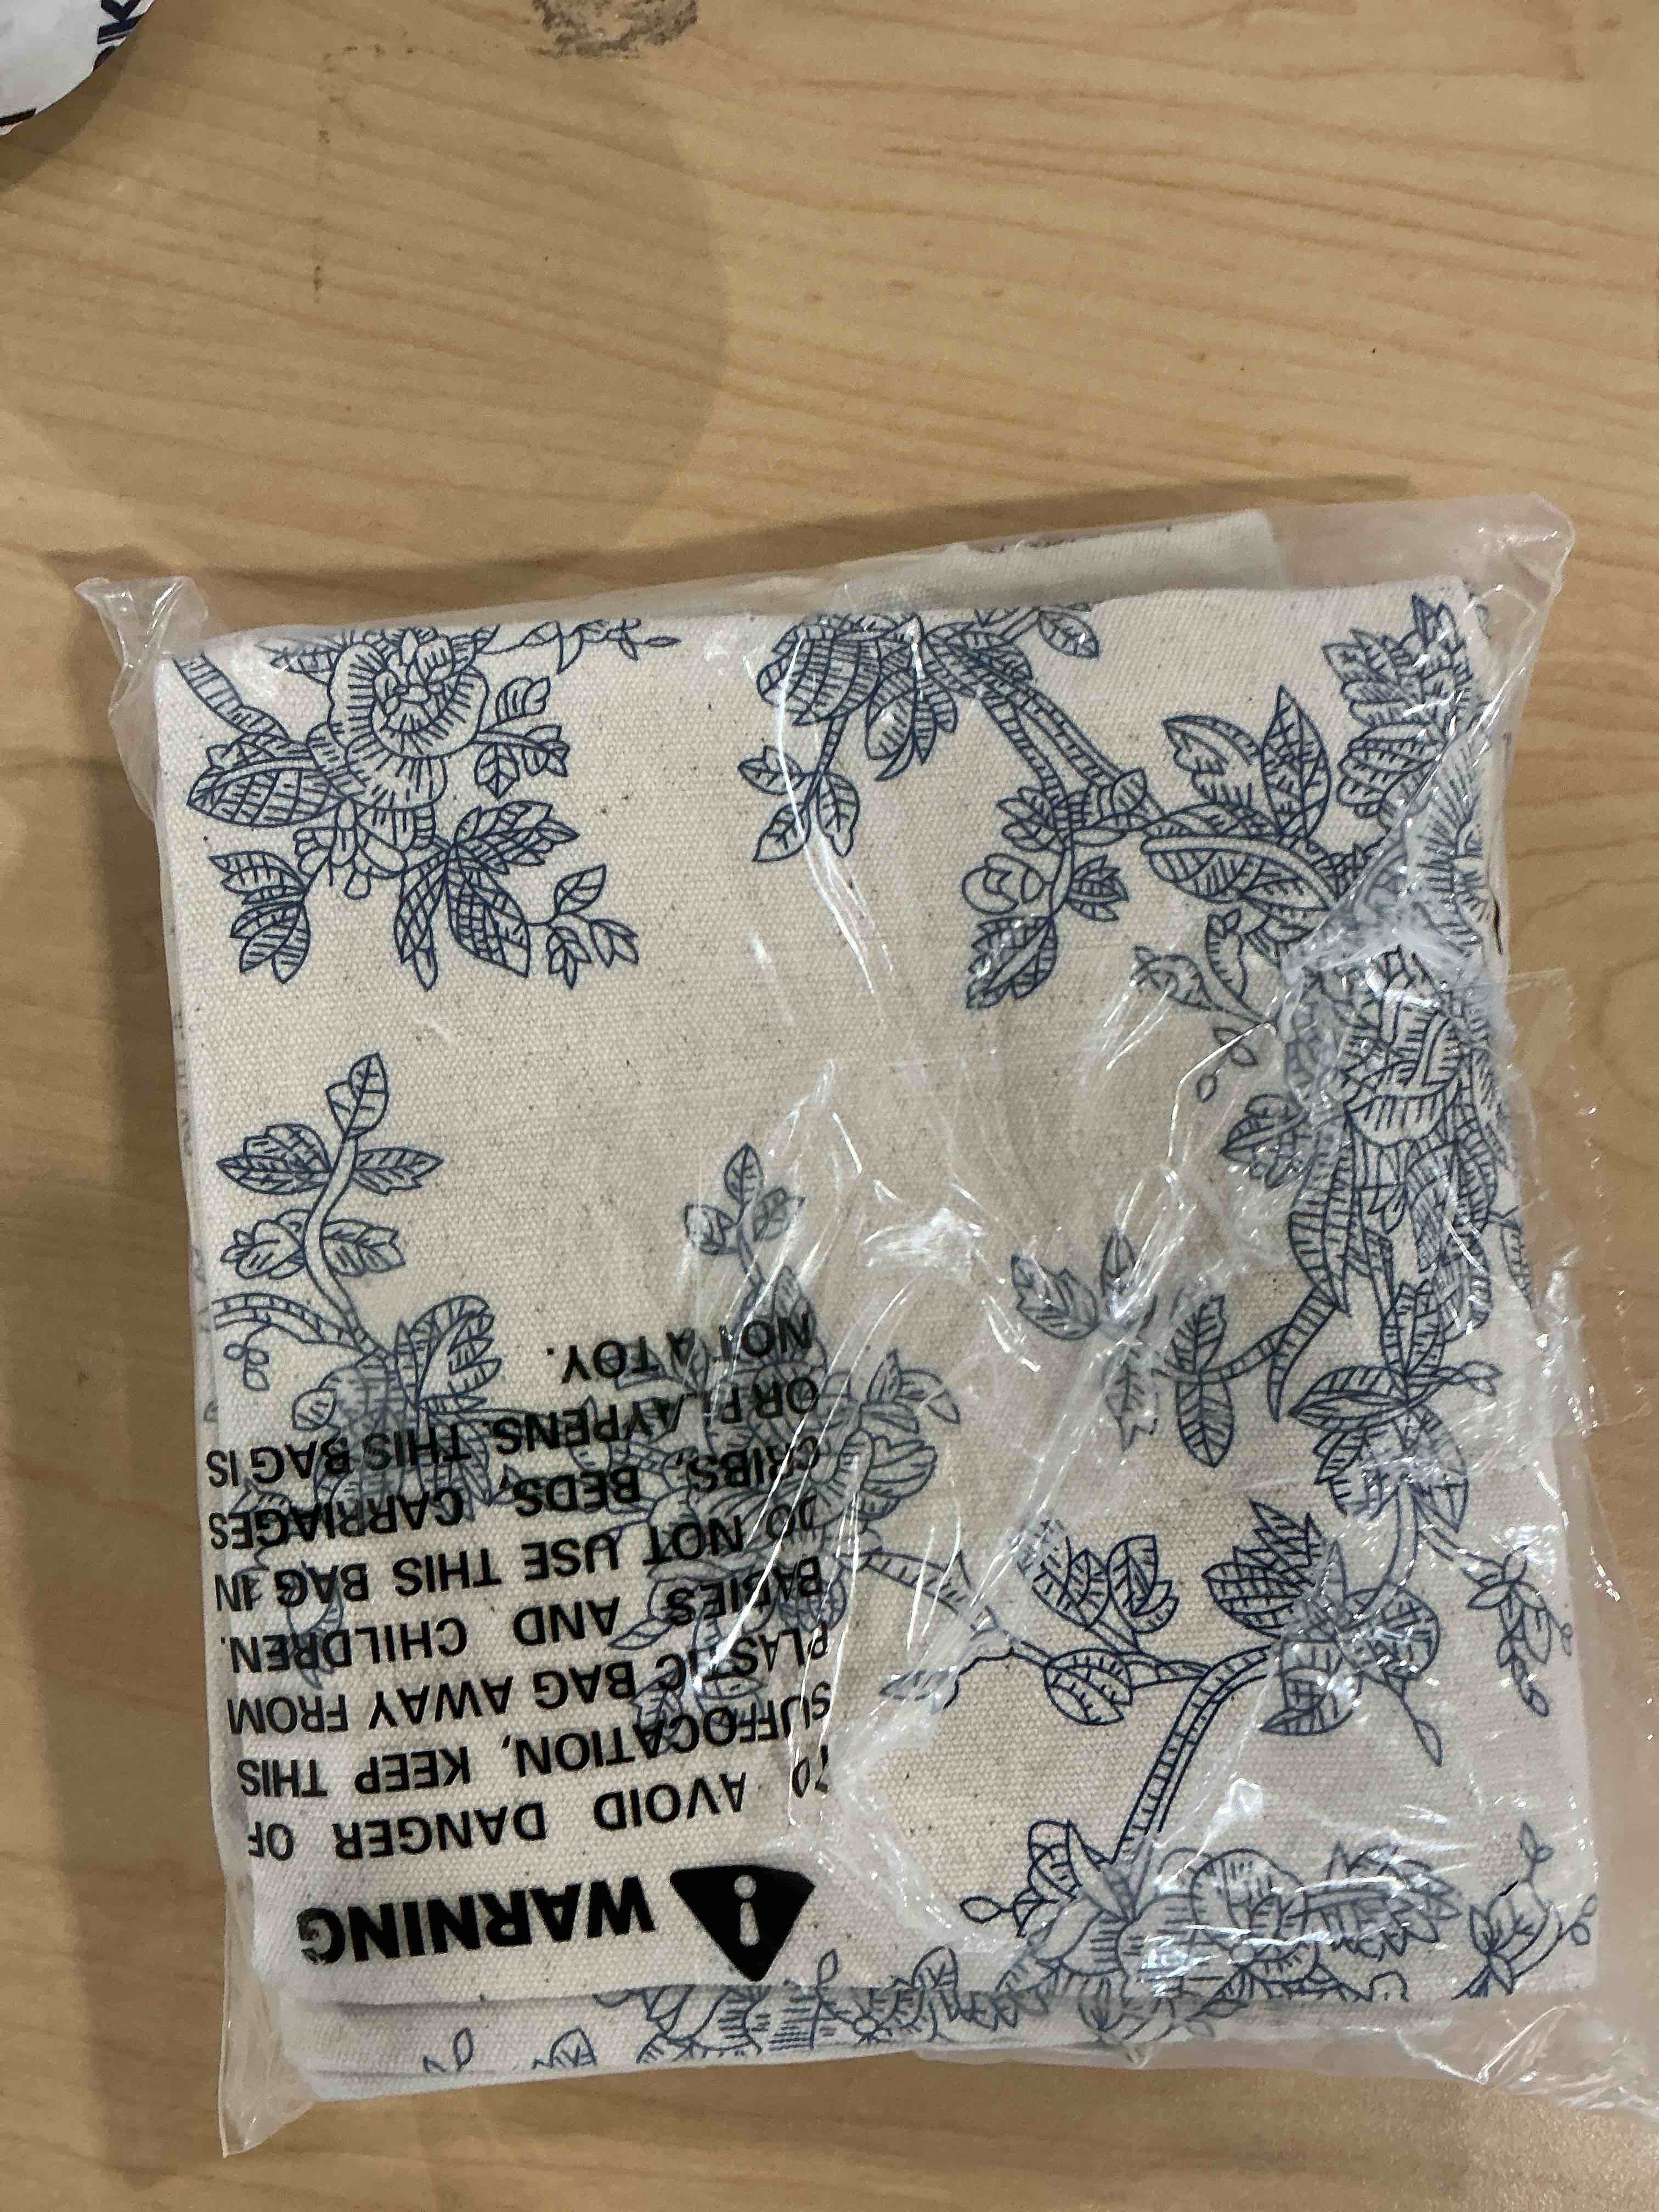 WARNING
TO AVOID DANGER OF
SUFFOCATION, KEEP THIS
PLASTIC BAG AWAY FROM
BABIES AND CHILDREN.
DO NOT USE THIS BAG IN
CRIBS, BEDS, CARRIAGES
OR PLAYPENS. THIS BAG IS
NOT A TOY.